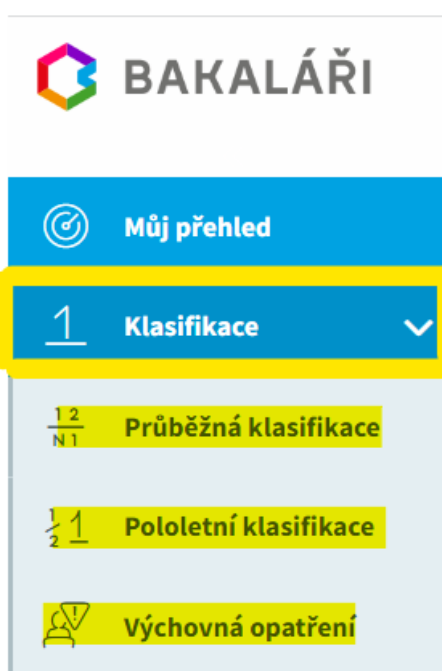 BAKALÁŘI
Můj přehled
1 Klasifikace
1 2
N 1
Průběžná klasifikace
1/2 1 Pololetní klasifikace
Výchovná opatření